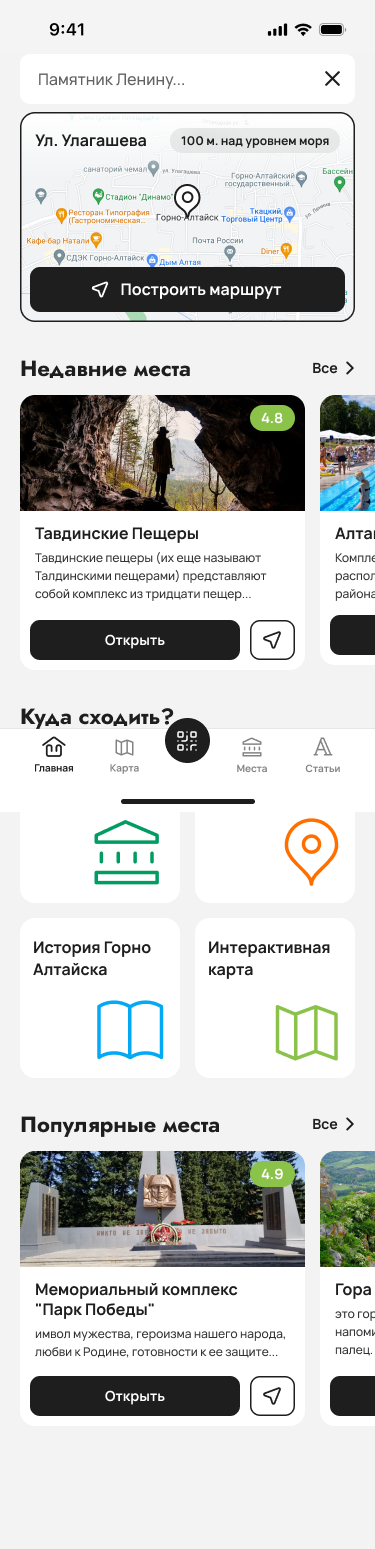 9:41
Памятник Ленину...
Ул. Улагашева
100 м. над уровнем моря
санаторий чемал
ул. Улагашева
Бассейн
Горно-Алтайский
государственный...
Стадион "Динамо"
Ресторан Типография
(Гастрономическая...
Горно-Алтайск
Ткацкий,
Торговый Центр
ул. Ленина
Кафе-бар Натали
Почта России
Diner
СДЭК Горно-Алтайск
Дым Алтая
Построить маршрут
Недавние места
Все
4.8
Тавдинские Пещеры
Тавдинские пещеры (их еще называют
Талдинскими пещерами) представляют
собой комплекс из тридцати пещер...
Открыть
Алта
Компле
распол
района
Куда сходить?
Главная
Карта
Места
Статьи
История Горно
Алтайска
Интерактивная
карта
Популярные места
Все
4.9
НИКТО НЕ ЗАБЫТ НИЧТО НЕ ЗАБЫТО
Мемориальный комплекс
"Парк Победы"
имвол мужества, героизма нашего народа,
любви к Родине, готовности к ее защите...
Открыть
Гора
это гор
напоми
палец.